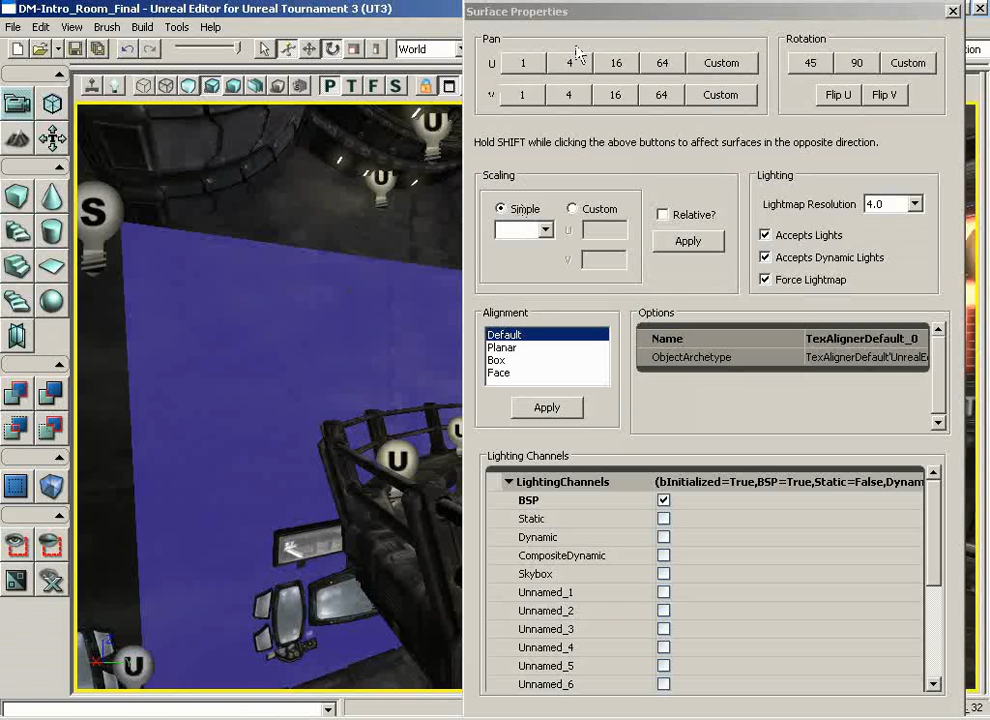 DM-Intro_Room_Final - Unreal Editor for Unreal Tournament 3 (UT3)
File Edit View Brush Build Tools Help
World
P T F S
U
U
S
U
U
U
Surface Properties
Pan
U 1 4 16 64 Custom
V 1 4 16 64 Custom
Rotation
45 90 Custom
Flip U Flip V
Hold SHIFT while clicking the above buttons to affect surfaces in the opposite direction.
Scaling
Simple Custom
U
V
Relative?
Apply
Lighting
Lightmap Resolution 4.0
Accepts Lights
Accepts Dynamic Lights
Force Lightmap
Alignment
Default
Planar
Box
Face
Apply
Options
Name TexAlignerDefault_0
ObjectArchetype TexAlignerDefault'UnrealE
Lighting Channels
LightingChannels (bInitialized=True,BSP=True,Static=False,Dynam
BSP
Static
Dynamic
CompositeDynamic
Skybox
Unnamed_1
Unnamed_2
Unnamed_3
Unnamed_4
Unnamed_5
Unnamed_6
32